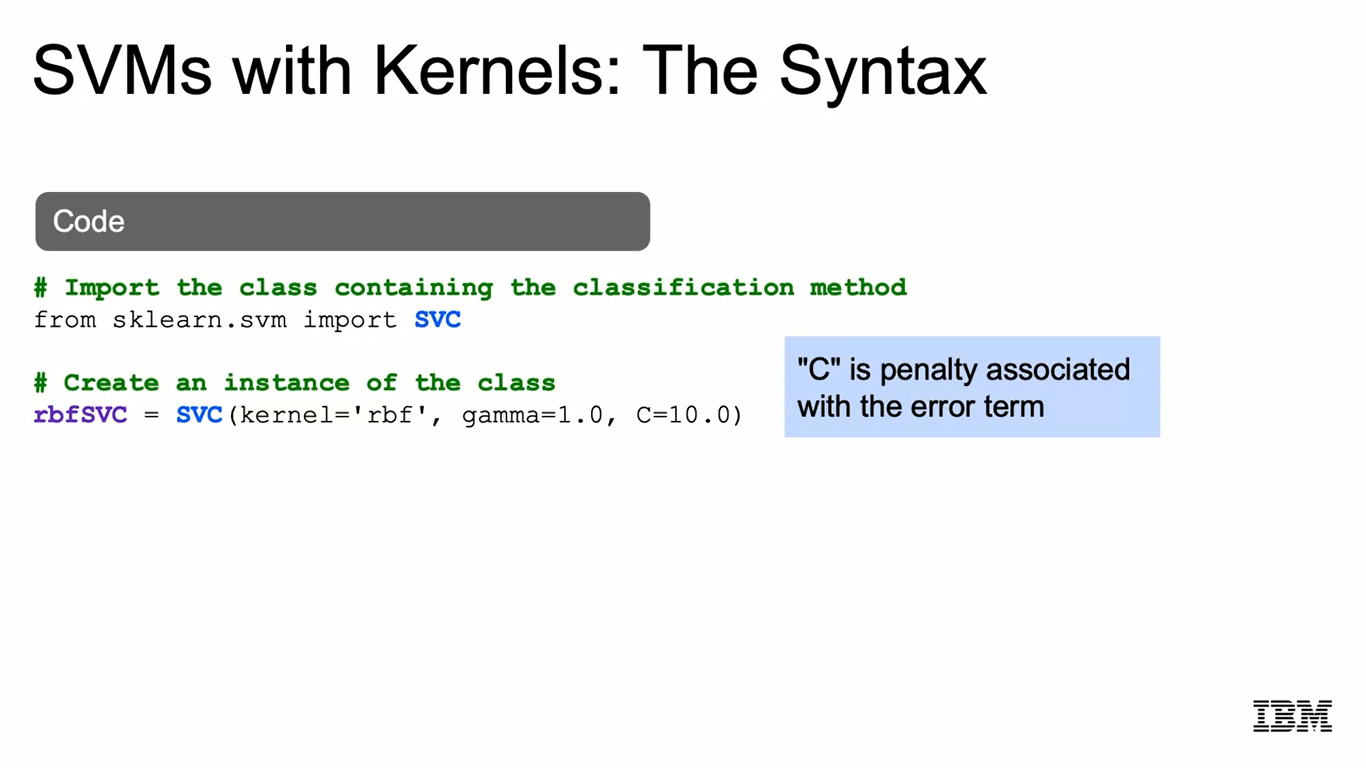 SVMs with Kernels: The Syntax
Code
# Import the class containing the classification method
from sklearn.svm import SVC
# Create an instance of the class
rbfSVC = SVC(kernel='rbf', gamma=1.0, C=10.0)
"C" is penalty associated
with the error term
IBM